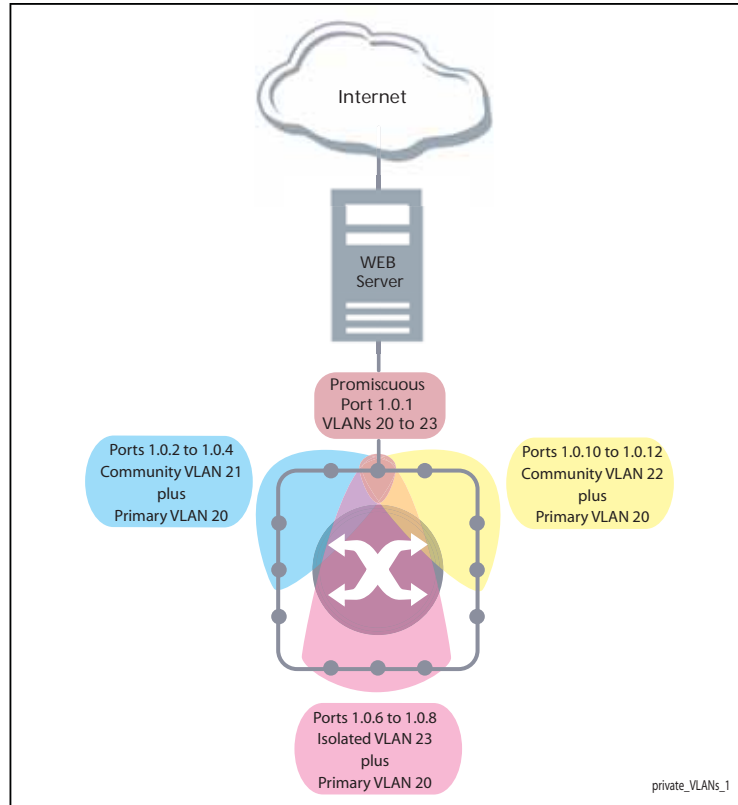 Internet
WEB
Server
Promiscuous
Port 1.0.1
VLANs 20 to 23
Ports 1.0.2 to 1.0.4
Community VLAN 21
plus
Primary VLAN 20
Ports 1.0.10 to 1.0.12
Community VLAN 22
plus
Primary VLAN 20
Ports 1.0.6 to 1.0.8
Isolated VLAN 23
plus
Primary VLAN 20
private_VLANs_1